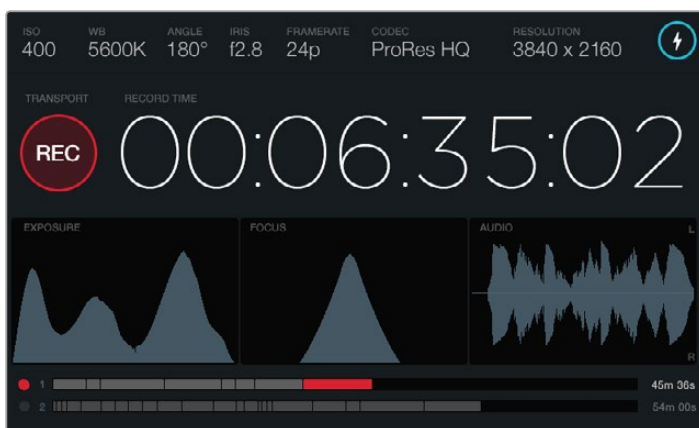 ISO WB ANGLE IRIS FRAMERATE CODEC RESOLUTION
400 5600K 180° f2.8 24p ProRes HQ 3840 x 2160
TRANSPORT RECORD TIME
REC 00:06:35:02
EXPOSURE FOCUS AUDIO L
R
1 45m 36s
2 54m 00s